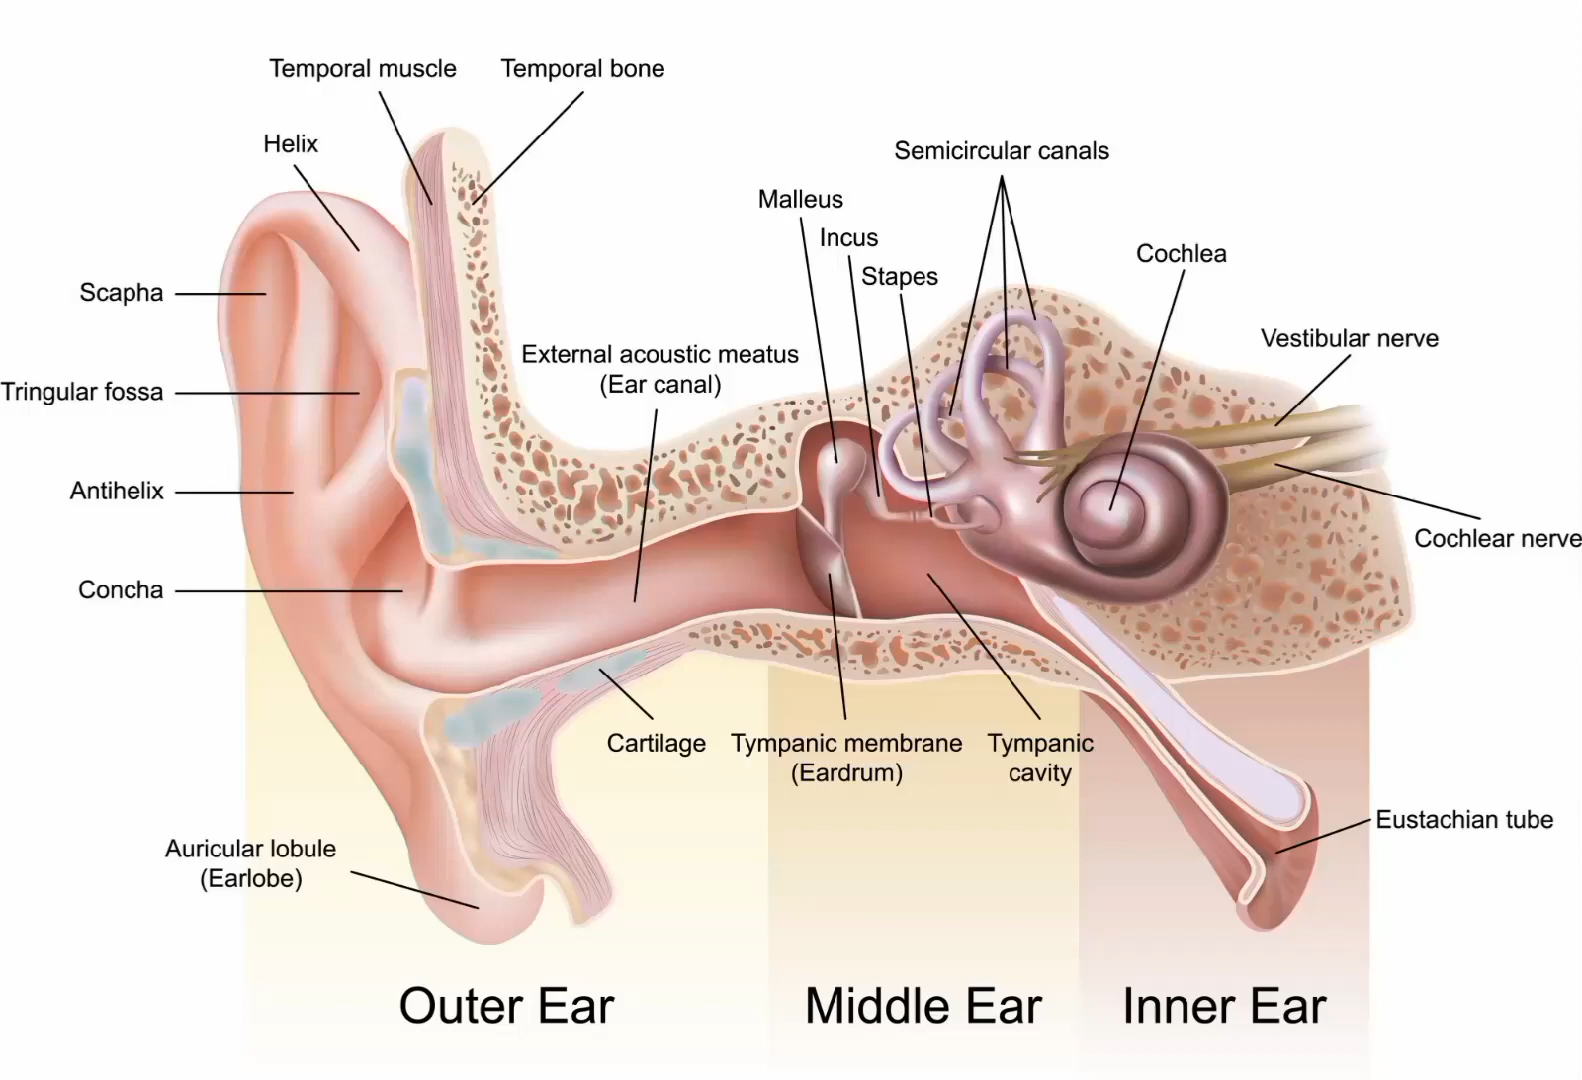 Temporal muscle
Temporal bone
Helix
Semicircular canals
Malleus
Incus
Stapes
Cochlea
Scapha
Vestibular nerve
External acoustic meatus
(Ear canal)
Tringular fossa
Antihelix
Cochlear nerve
Concha
Cartilage
Tympanic membrane
(Eardrum)
Tympanic
cavity
Eustachian tube
Auricular lobule
(Earlobe)
Outer Ear
Middle Ear
Inner Ear